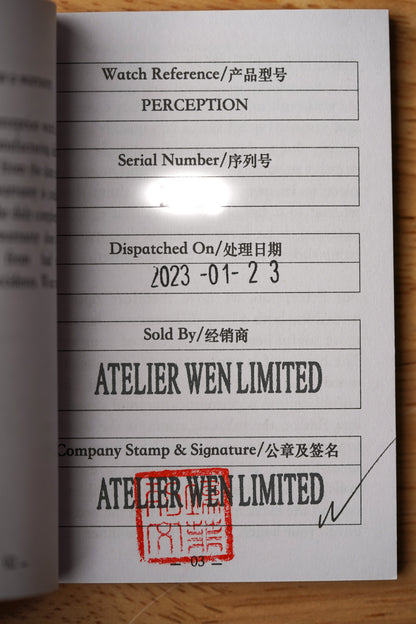 Watch Reference/产品型号
PERCEPTION
Serial Number/序列号
Dispatched On/处理日期
2023 -01- 2 3
Sold By/经销商
ATELIER WEN LIMITED
Company Stamp & Signature/公章及签名
ATELIER WEN LIMITED
— 03 —